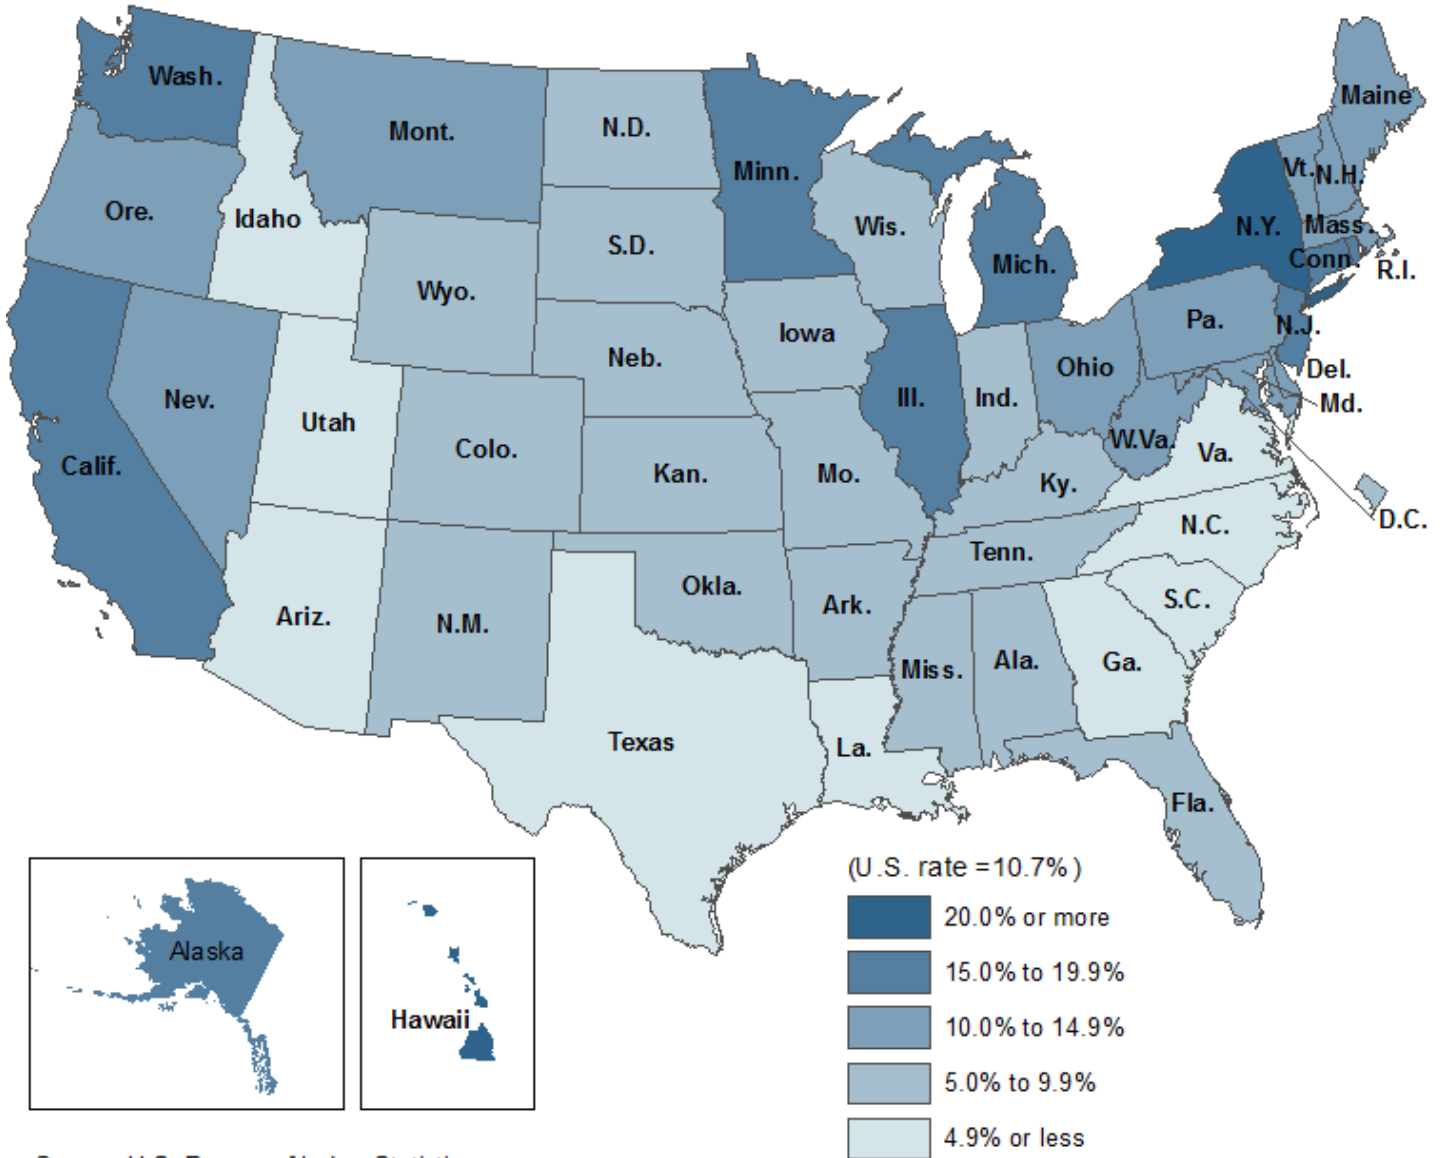 Wash.
Mont.
N.D.
Minn.
Maine
Vt.
N.H.
Ore.
Idaho
Wis.
N.Y.
Mass.
S.D.
Mich.
Conn.
R.I.
Wyo.
Iowa
Pa.
N.J.
Neb.
Ohio
Del.
Nev.
Ill.
Ind.
Md.
Utah
Colo.
W.Va.
Va.
Calif.
Kan.
Mo.
Ky.
D.C.
N.C.
Tenn.
Okla.
Ark.
S.C.
Ariz.
N.M.
Miss.
Ala.
Ga.
Texas
La.
Fla.
Alaska
Hawaii
(U.S. rate =10.7%)
20.0% or more
15.0% to 19.9%
10.0% to 14.9%
5.0% to 9.9%
4.9% or less